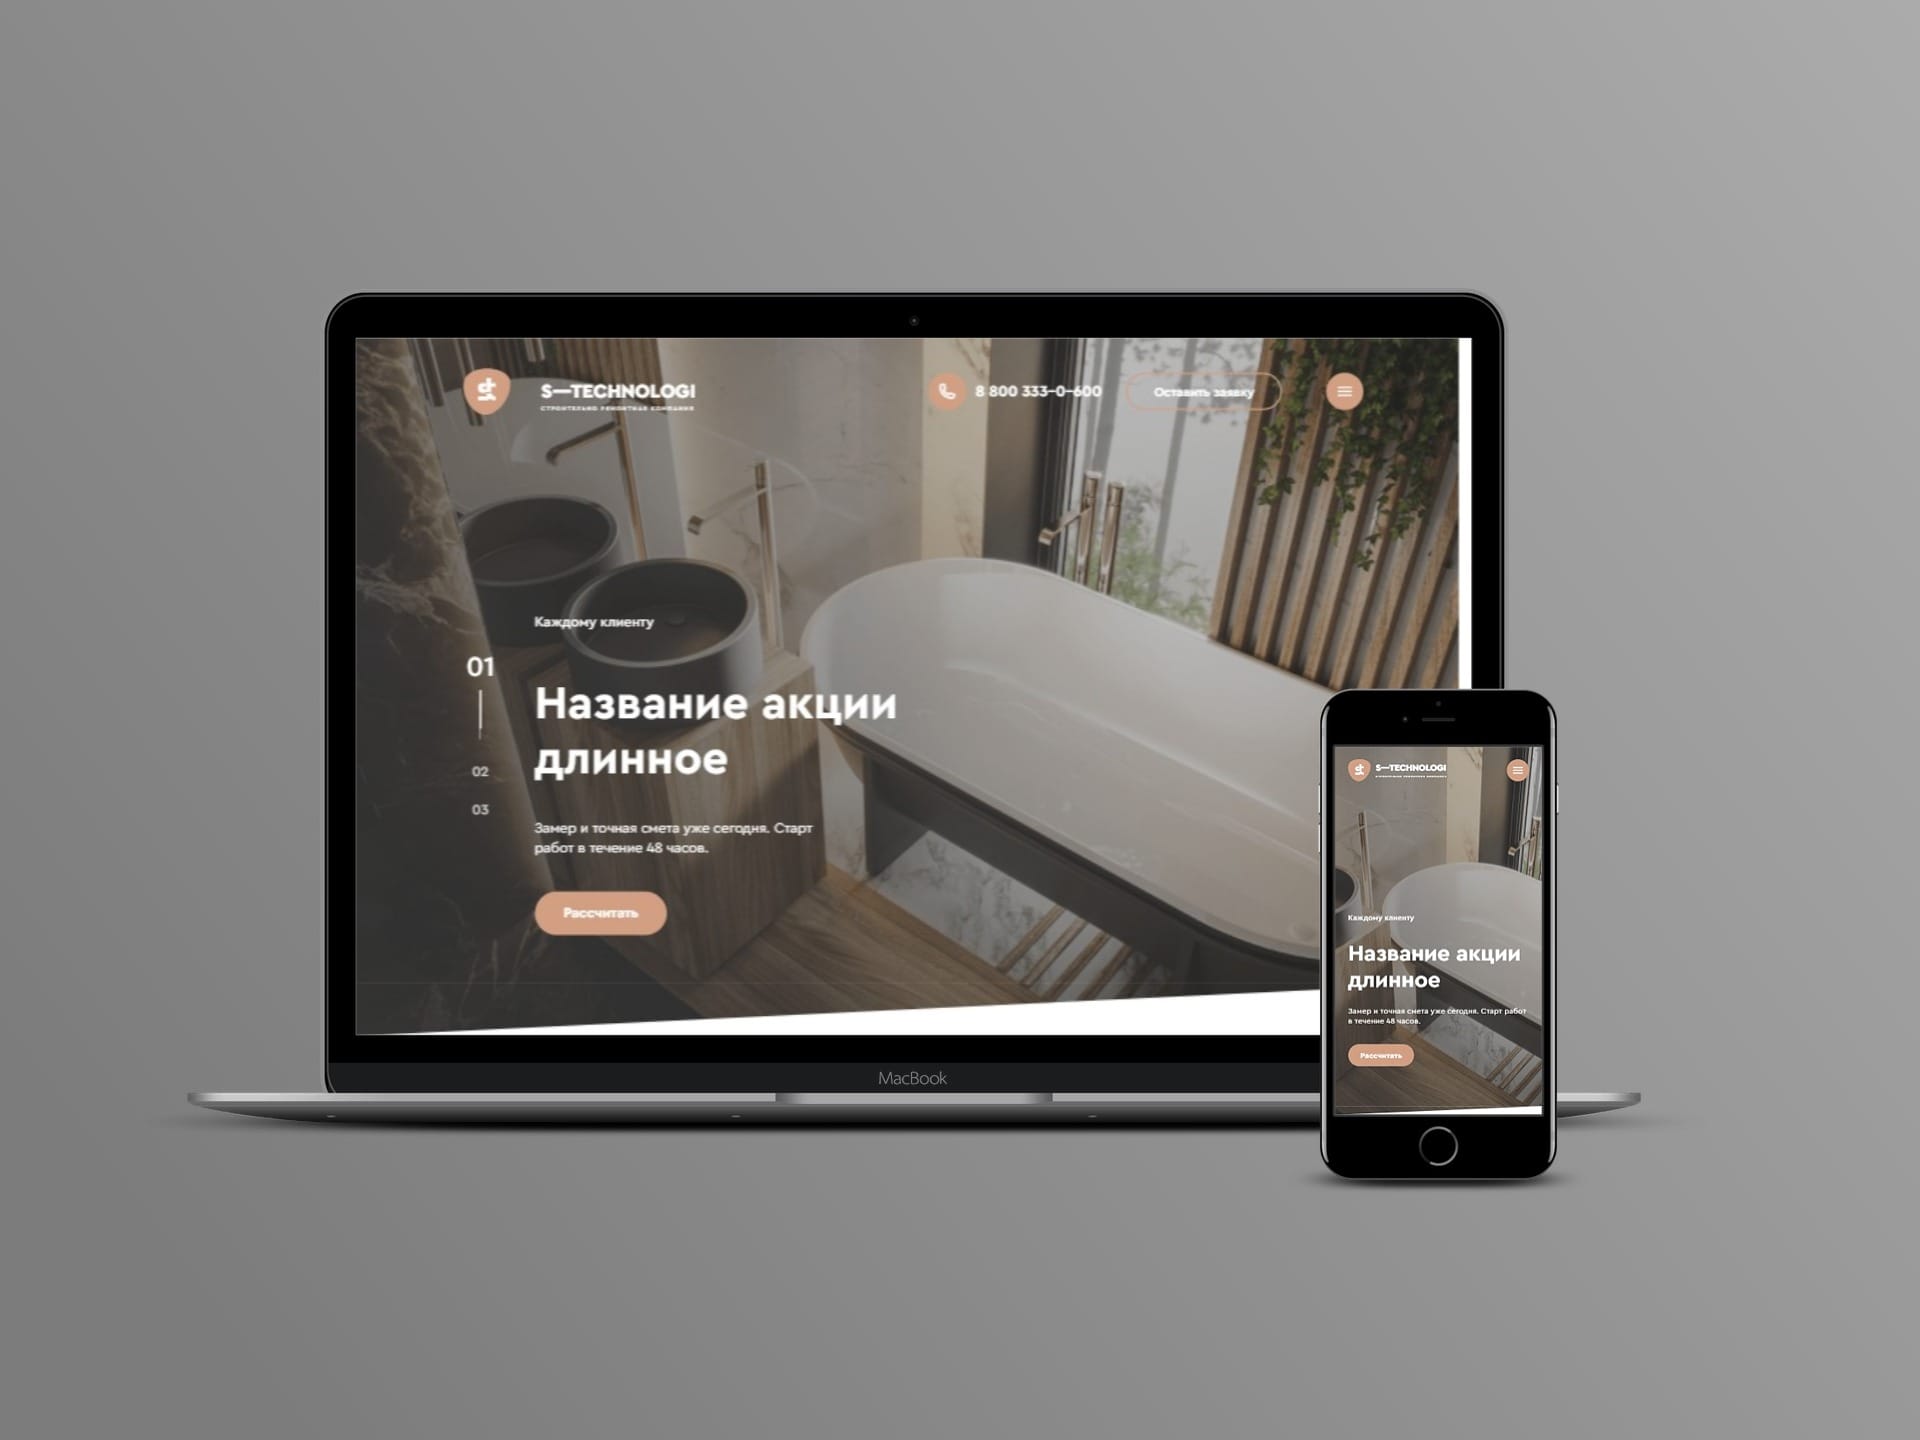 S—TECHNOLOGI
СТРОИТЕЛЬНО РЕМОНТНАЯ КОМПАНИЯ
8 800 333-0-600
Оставить заявку
Каждому клиенту
01
02
03
Название акции
длинное
Замер и точная смета уже сегодня. Старт
работ в течение 48 часов.
Рассчитать
MacBook
S—TECHNOLOGI
Каждому клиенту
Название акции
длинное
Замер и точная смета уже сегодня. Старт работ
в течение 48 часов.
Рассчитать